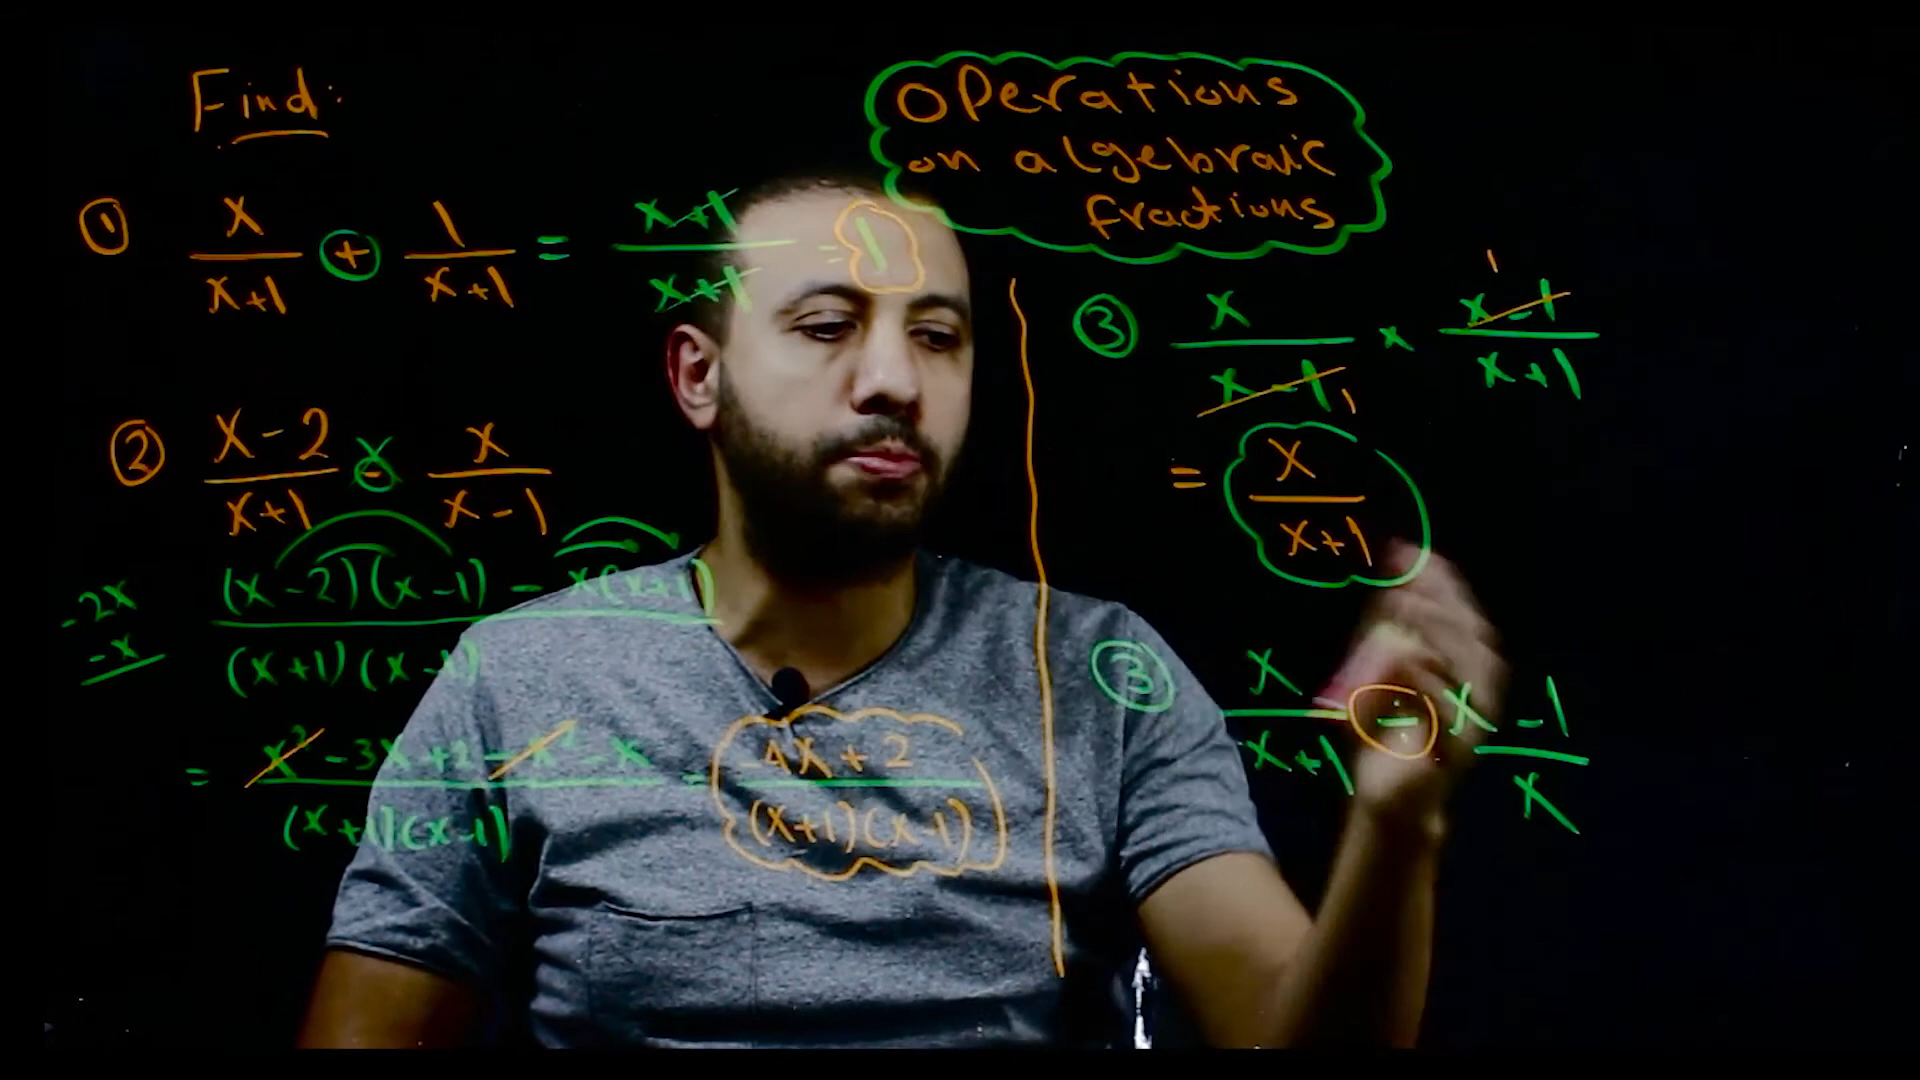 Find:
Operations
on algebraic
fractions
① x/(x+1) + 1/(x+1) = (x+1)/(x+1) = 1
② (x-2)/(x+1) - x/(x-1)
((x-2)(x-1) - x(x+1))/((x+1)(x-1))
-2x
-x
= (x²-3x+2-x²-x)/((x+1)(x-1)) = (-4x+2)/((x+1)(x-1))
③ x/(x-1) × (x-1)/(x+1)
1
1
= x/(x+1)
③ x/(x+1) ÷ (x-1)/x